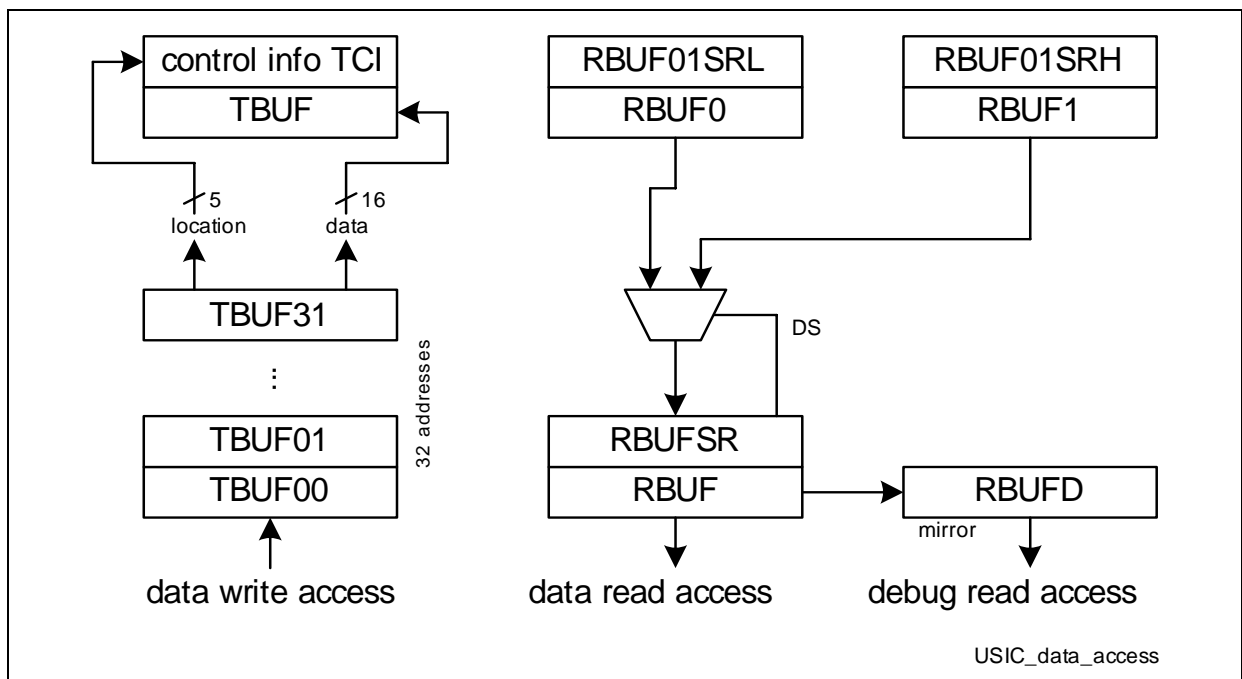 control info TCI
TBUF
5
location
16
data
TBUF31
...
TBUF01
TBUF00
32 addresses
data write access
RBUF01SRL
RBUF0
RBUF01SRH
RBUF1
DS
RBUFSR
RBUF
mirror
RBUFD
data read access
debug read access
USIC_data_access